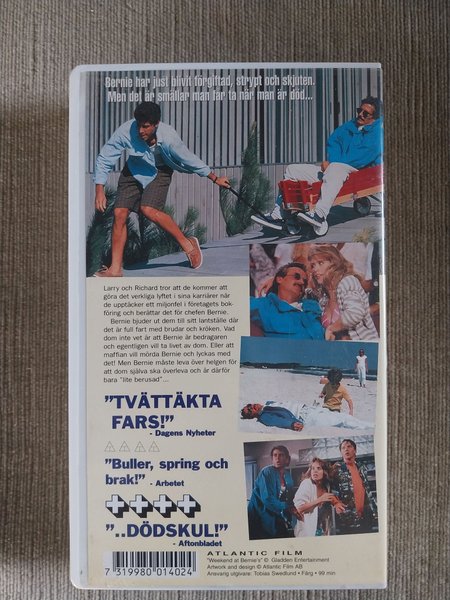 Bernie har just blivit förgiftad, strypt och skjuten.
Men det är smällar man får ta när man är död...
Larry och Richard tror att de kommer att
göra det verkliga lyftet i sina karriärer när
de upptäcker ett miljonfel i företagets bok-
föring och berättar det för chefen Bernie.
Bernie bjuder ut dem till sitt lantställe där
det är full fart med brudar och kröken. Vad
dom inte vet är att Bernie är bedragaren
och egentligen vill ta livet av dom. Eller att
maffian vill mörda Bernie och lyckas med
det! Men Bernie måste leva över helgen för
att dom själva ska överleva och är därför
bara "lite berusad"...
"TVÄTTÄKTA
FARS!"
- Dagens Nyheter
"Buller, spring och
brak!" - Arbetet
"..DÖDSKUL!"
- Aftonbladet
ATLANTIC FILM
"Weekend at Bernie's" © Gladden Entertainment
Artwork and design © Atlantic Film AB
Ansvarig utgivare: Tobias Swedlund • Färg • 99 min
7 319980 014024